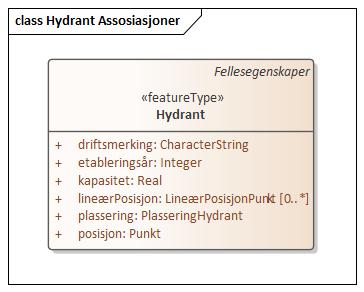 class Hydrant Assosiasjoner
Fellesegenskaper
«featureType»
Hydrant
+ driftsmerking: CharacterString
+ etableringsår: Integer
+ kapasitet: Real
+ lineærPosisjon: LineærPosisjonPunkt [0..*]
+ plassering: PlasseringHydrant
+ posisjon: Punkt